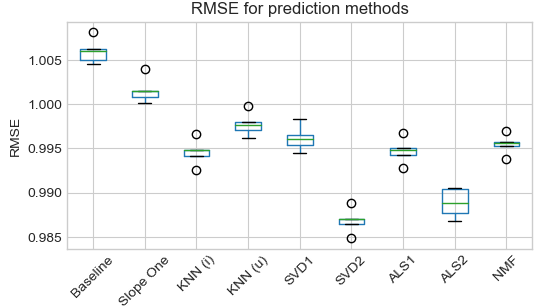 RMSE for prediction methods
1.005
1.000
0.995
0.990
0.985
RMSE
Baseline
Slope One
KNN (i)
KNN (u)
SVD1
SVD2
ALS1
ALS2
NMF